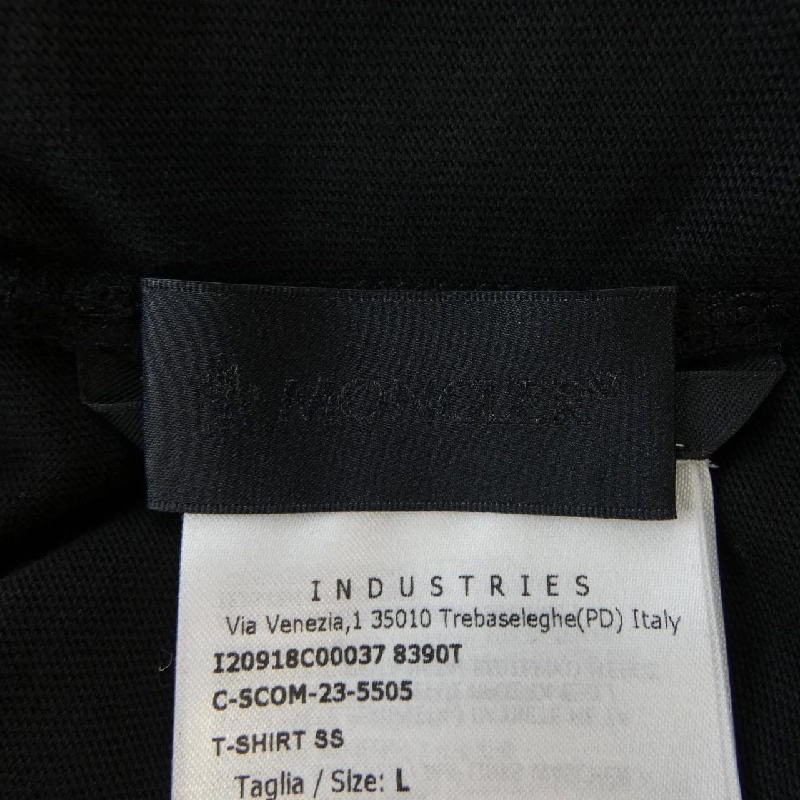 MONCLER
INDUSTRIES
Via Venezia,1 35010 Trebaseleghe(PD) Italy
I20918C00037 8390T
C-SCOM-23-5505
T-SHIRT SS
Taglia / Size: L